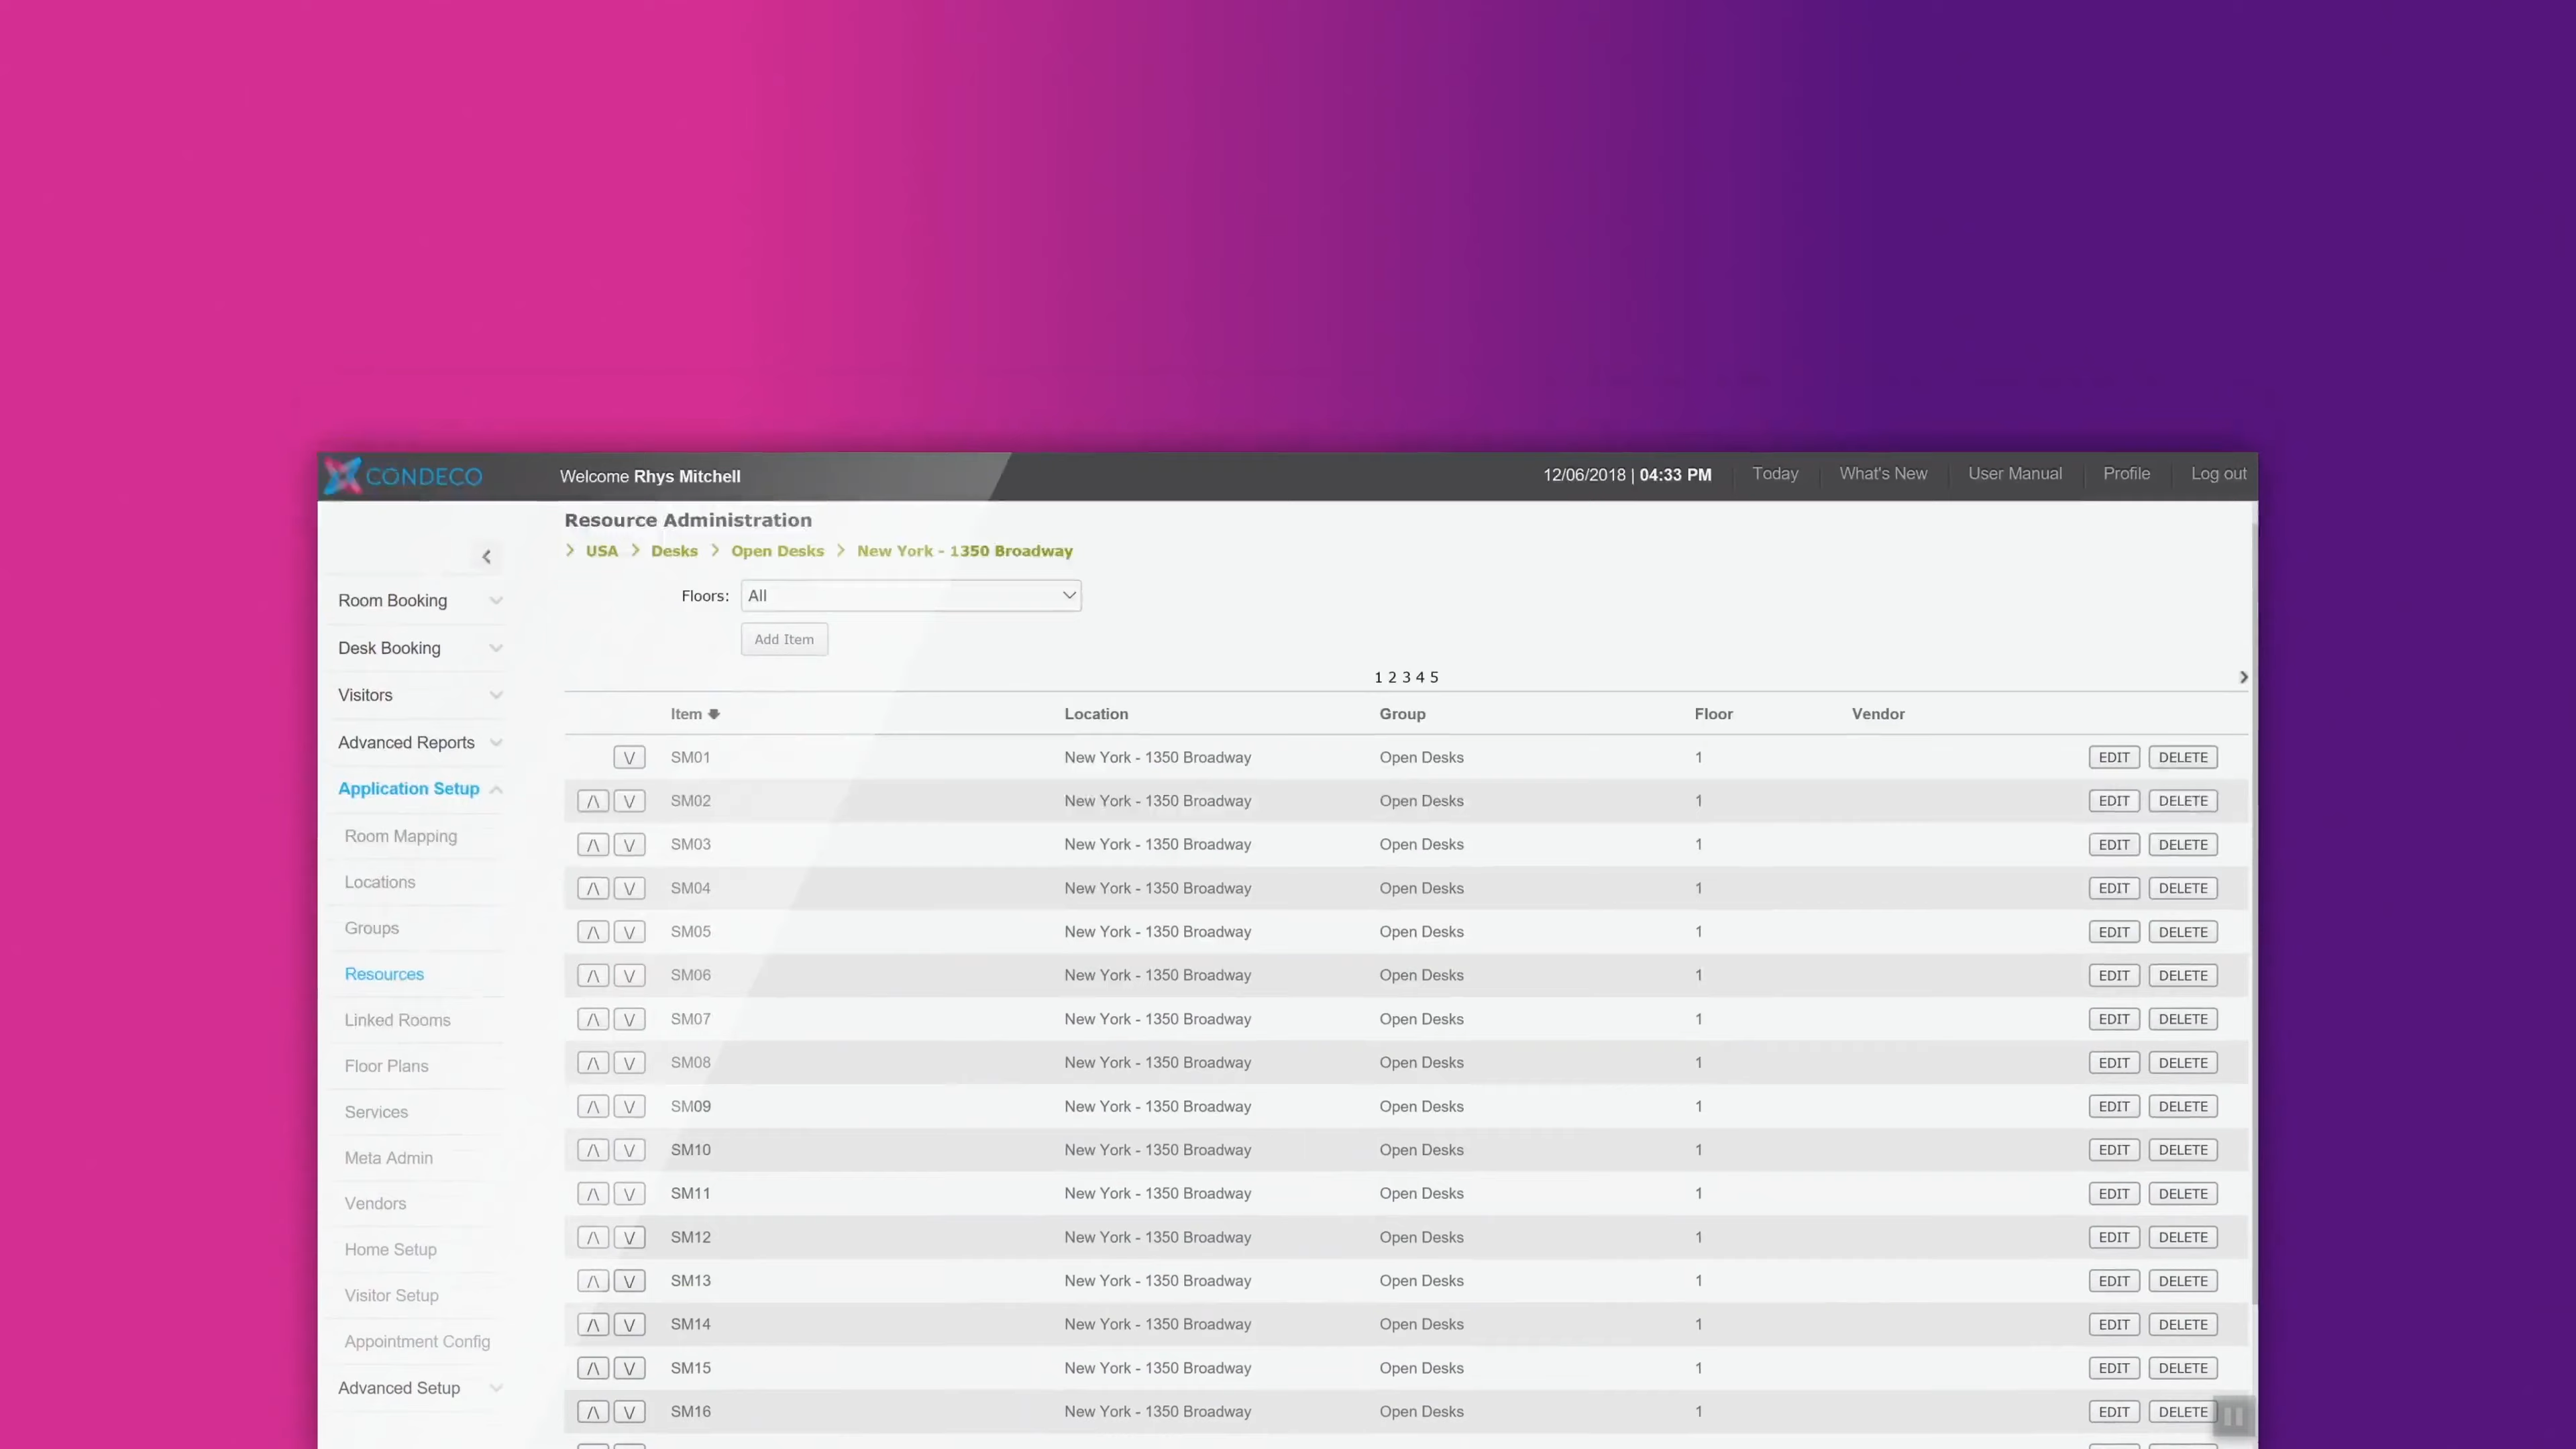 CONDECO
Welcome Rhys Mitchell
12/06/2018 | 04:33 PM Today What's New User Manual Profile Log out
Resource Administration
> USA > Desks > Open Desks > New York - 1350 Broadway
Floors: All
Add Item
1 2 3 4 5
Room Booking
Desk Booking
Visitors
Advanced Reports
Application Setup
Room Mapping
Locations
Groups
Resources
Linked Rooms
Floor Plans
Services
Meta Admin
Vendors
Home Setup
Visitor Setup
Appointment Config
Advanced Setup
Item Location Group Floor Vendor
\/ SM01 New York - 1350 Broadway Open Desks 1 EDIT DELETE
/\ \/ SM02 New York - 1350 Broadway Open Desks 1 EDIT DELETE
/\ \/ SM03 New York - 1350 Broadway Open Desks 1 EDIT DELETE
/\ \/ SM04 New York - 1350 Broadway Open Desks 1 EDIT DELETE
/\ \/ SM05 New York - 1350 Broadway Open Desks 1 EDIT DELETE
/\ \/ SM06 New York - 1350 Broadway Open Desks 1 EDIT DELETE
/\ \/ SM07 New York - 1350 Broadway Open Desks 1 EDIT DELETE
/\ \/ SM08 New York - 1350 Broadway Open Desks 1 EDIT DELETE
/\ \/ SM09 New York - 1350 Broadway Open Desks 1 EDIT DELETE
/\ \/ SM10 New York - 1350 Broadway Open Desks 1 EDIT DELETE
/\ \/ SM11 New York - 1350 Broadway Open Desks 1 EDIT DELETE
/\ \/ SM12 New York - 1350 Broadway Open Desks 1 EDIT DELETE
/\ \/ SM13 New York - 1350 Broadway Open Desks 1 EDIT DELETE
/\ \/ SM14 New York - 1350 Broadway Open Desks 1 EDIT DELETE
/\ \/ SM15 New York - 1350 Broadway Open Desks 1 EDIT DELETE
/\ \/ SM16 New York - 1350 Broadway Open Desks 1 EDIT DELETE